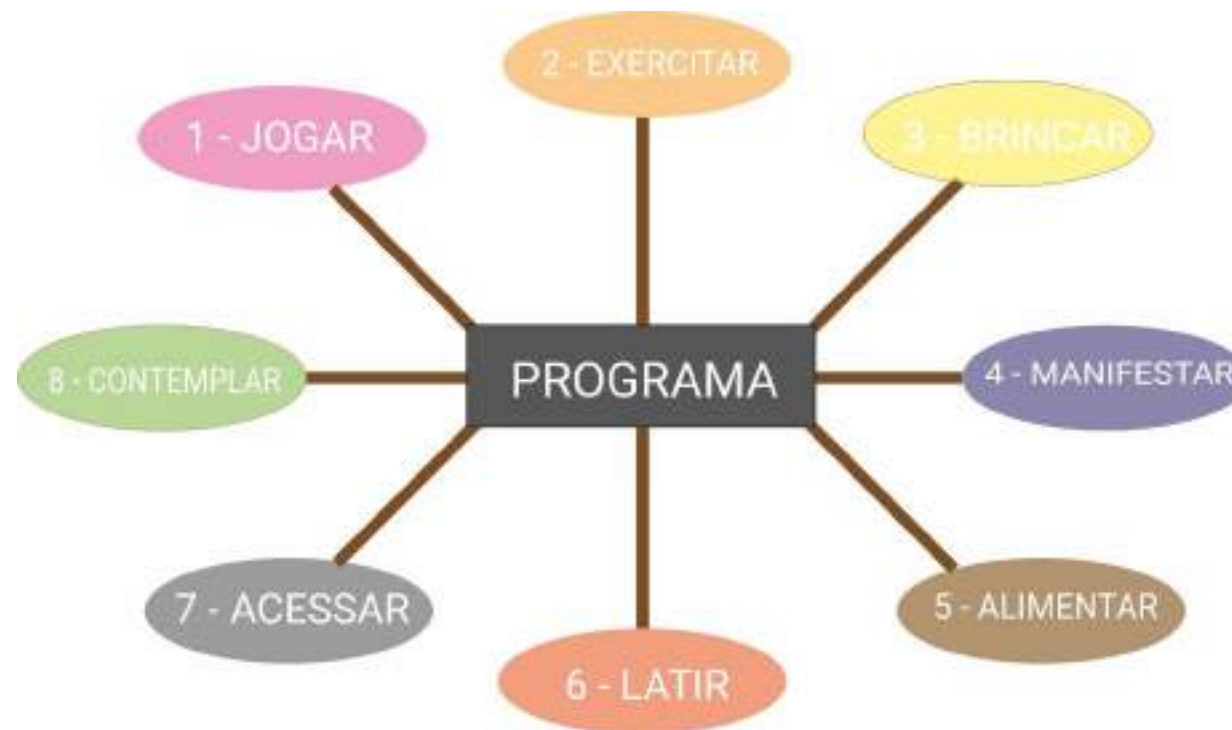 2 - EXERCITAR
1 - JOGAR
3 - BRINCAR
8 - CONTEMPLAR
PROGRAMA
4 - MANIFESTAR
7 - ACESSAR
5 - ALIMENTAR
6 - LATIR